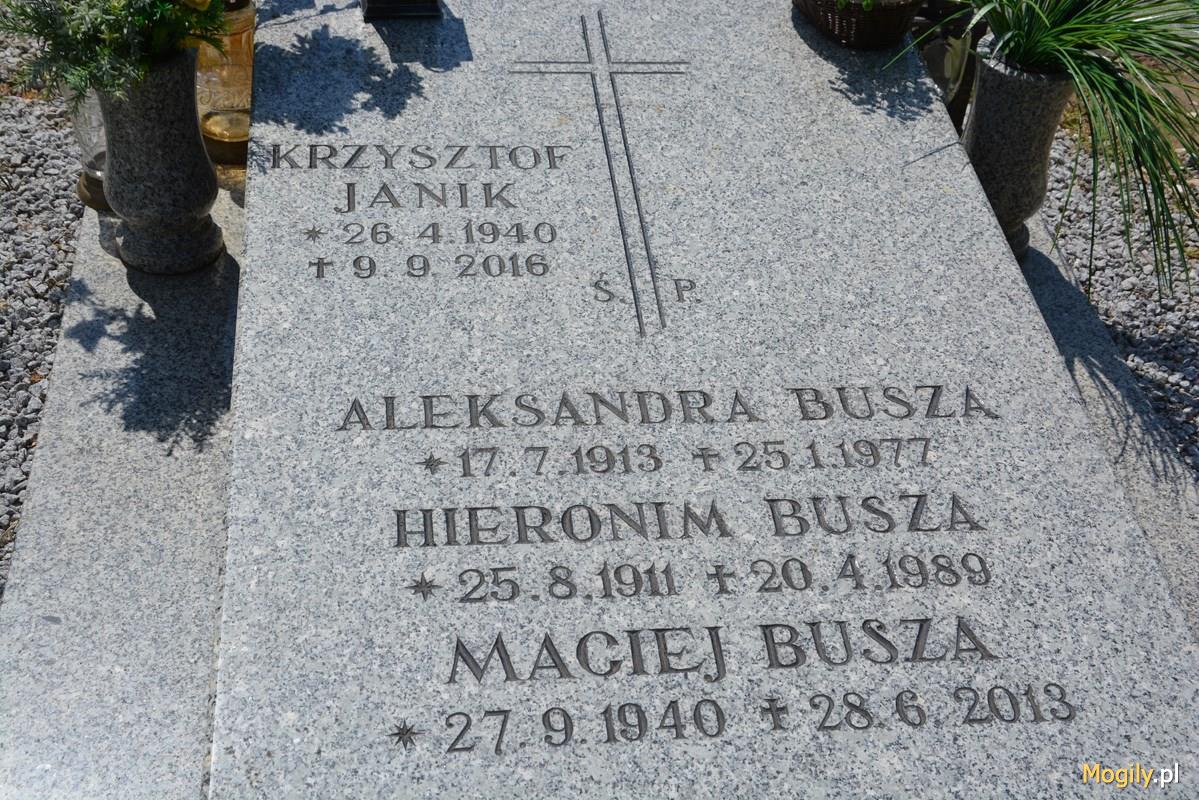 KRZYSZTOF
JANIK
* 26. 4. 1940
✝ 9. 9. 2016
Ś. P.
ALEKSANDRA BUSZA
* 17. 7. 1913 ✝ 25. 1. 1977
HIERONIM BUSZA
* 25. 8. 1911 ✝ 20. 4. 1989
MACIEJ BUSZA
* 27. 9. 1940 ✝ 28. 6 2013
Mogily.pl